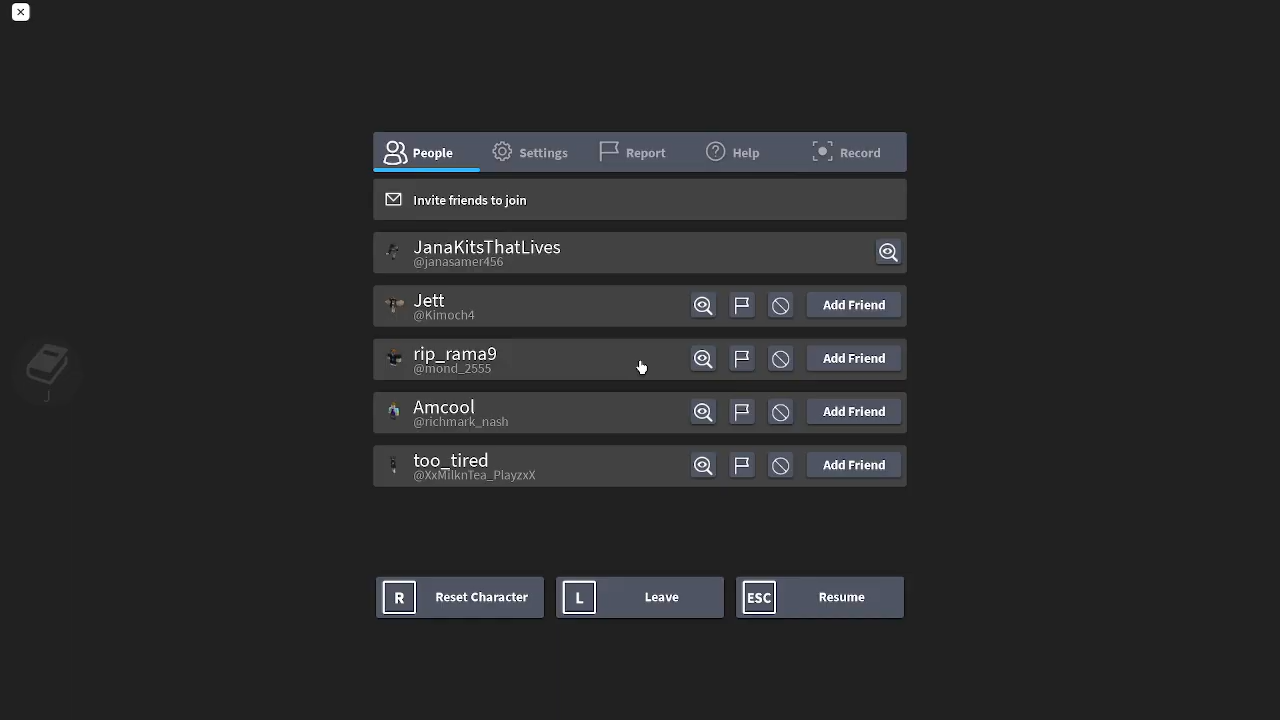 People
Settings
Report
Help
Record
Invite friends to join
JanaKitsThatLives
@janasamer456
Jett
@Kimoch4
Add Friend
rip_rama9
@mond_2555
Add Friend
Amcool
@richmark_nash
Add Friend
too_tired
@XxMilknTea_PlayzxX
Add Friend
R Reset Character
L Leave
ESC Resume
J